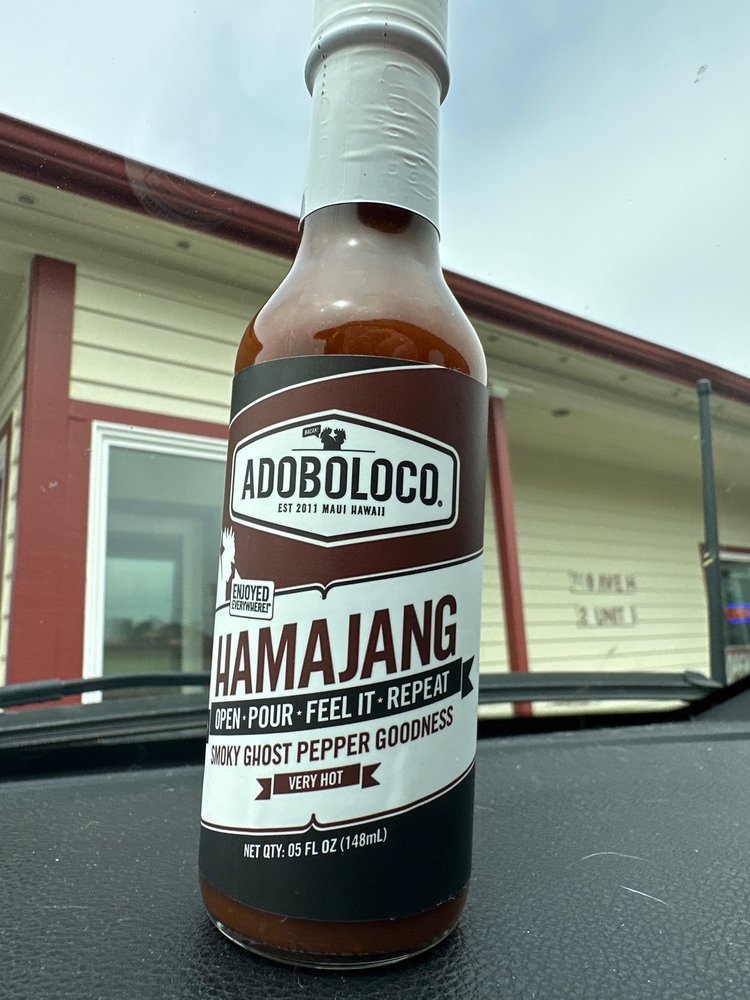 ADOBOLOCO®
EST 2011 MAUI HAWAII
ENJOYED
EVERYWHERE!
HAMAJANG
OPEN · POUR · FEEL IT · REPEAT
SMOKY GHOST PEPPER GOODNESS
VERY HOT
NET QTY: 05 FL OZ (148mL)